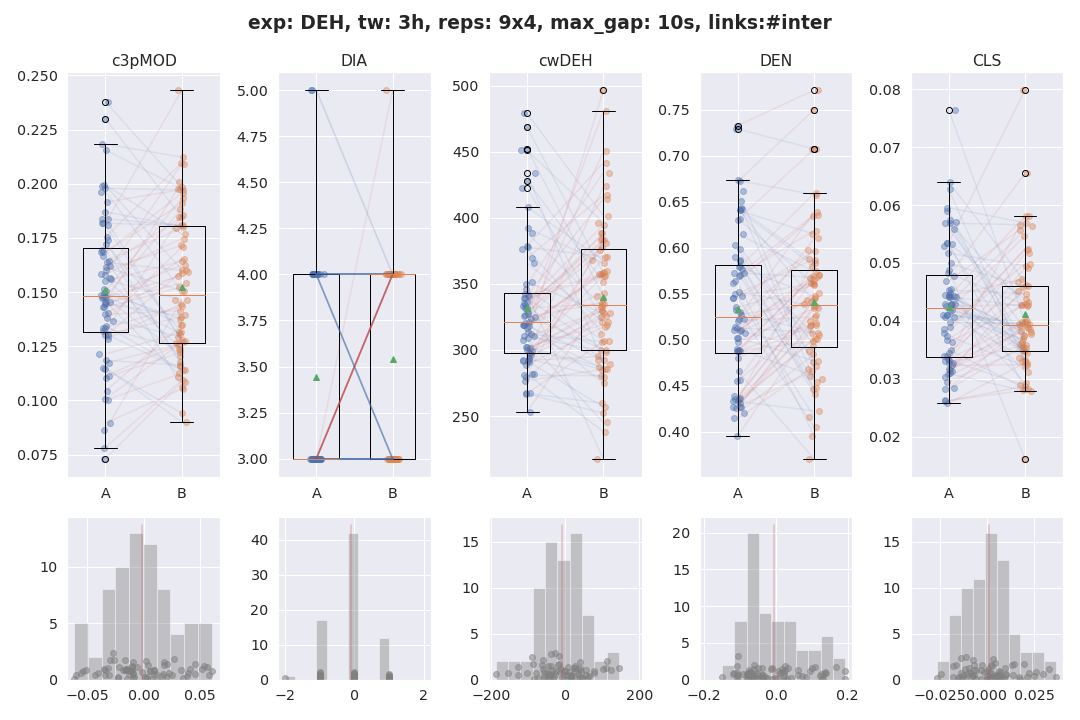 exp: DEH, tw: 3h, reps: 9x4, max_gap: 10s, links:#inter
c3pMOD DIA cwDEH DEN CLS
0.250 0.225 0.200 0.175 0.150 0.125 0.100 0.075
5.00 4.75 4.50 4.25 4.00 3.75 3.50 3.25 3.00
500 450 400 350 300 250
0.75 0.70 0.65 0.60 0.55 0.50 0.45 0.40
0.08 0.07 0.06 0.05 0.04 0.03 0.02
A B A B A B A B A B
10 5 0
40 30 20 10 0
15 10 5 0
20 15 10 5 0
15 10 5 0
−0.05 0.00 0.05 −2 0 2 −200 0 200 −0.2 0.0 0.2 −0.025 0.000 0.025